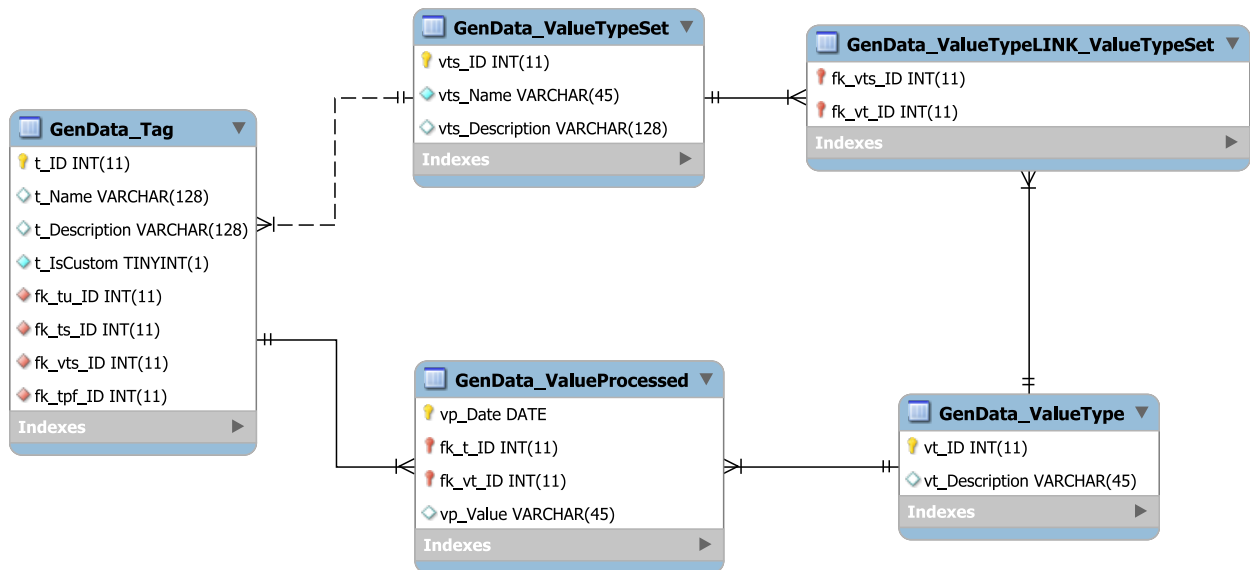 GenData_ValueTypeSet
vts_ID INT(11)
vts_Name VARCHAR(45)
vts_Description VARCHAR(128)
Indexes
GenData_ValueTypeLINK_ValueTypeSet
fk_vts_ID INT(11)
fk_vt_ID INT(11)
Indexes
GenData_Tag
t_ID INT(11)
t_Name VARCHAR(128)
t_Description VARCHAR(128)
t_IsCustom TINYINT(1)
fk_tu_ID INT(11)
fk_ts_ID INT(11)
fk_vts_ID INT(11)
fk_tpf_ID INT(11)
Indexes
GenData_ValueProcessed
vp_Date DATE
fk_t_ID INT(11)
fk_vt_ID INT(11)
vp_Value VARCHAR(45)
Indexes
GenData_ValueType
vt_ID INT(11)
vt_Description VARCHAR(45)
Indexes